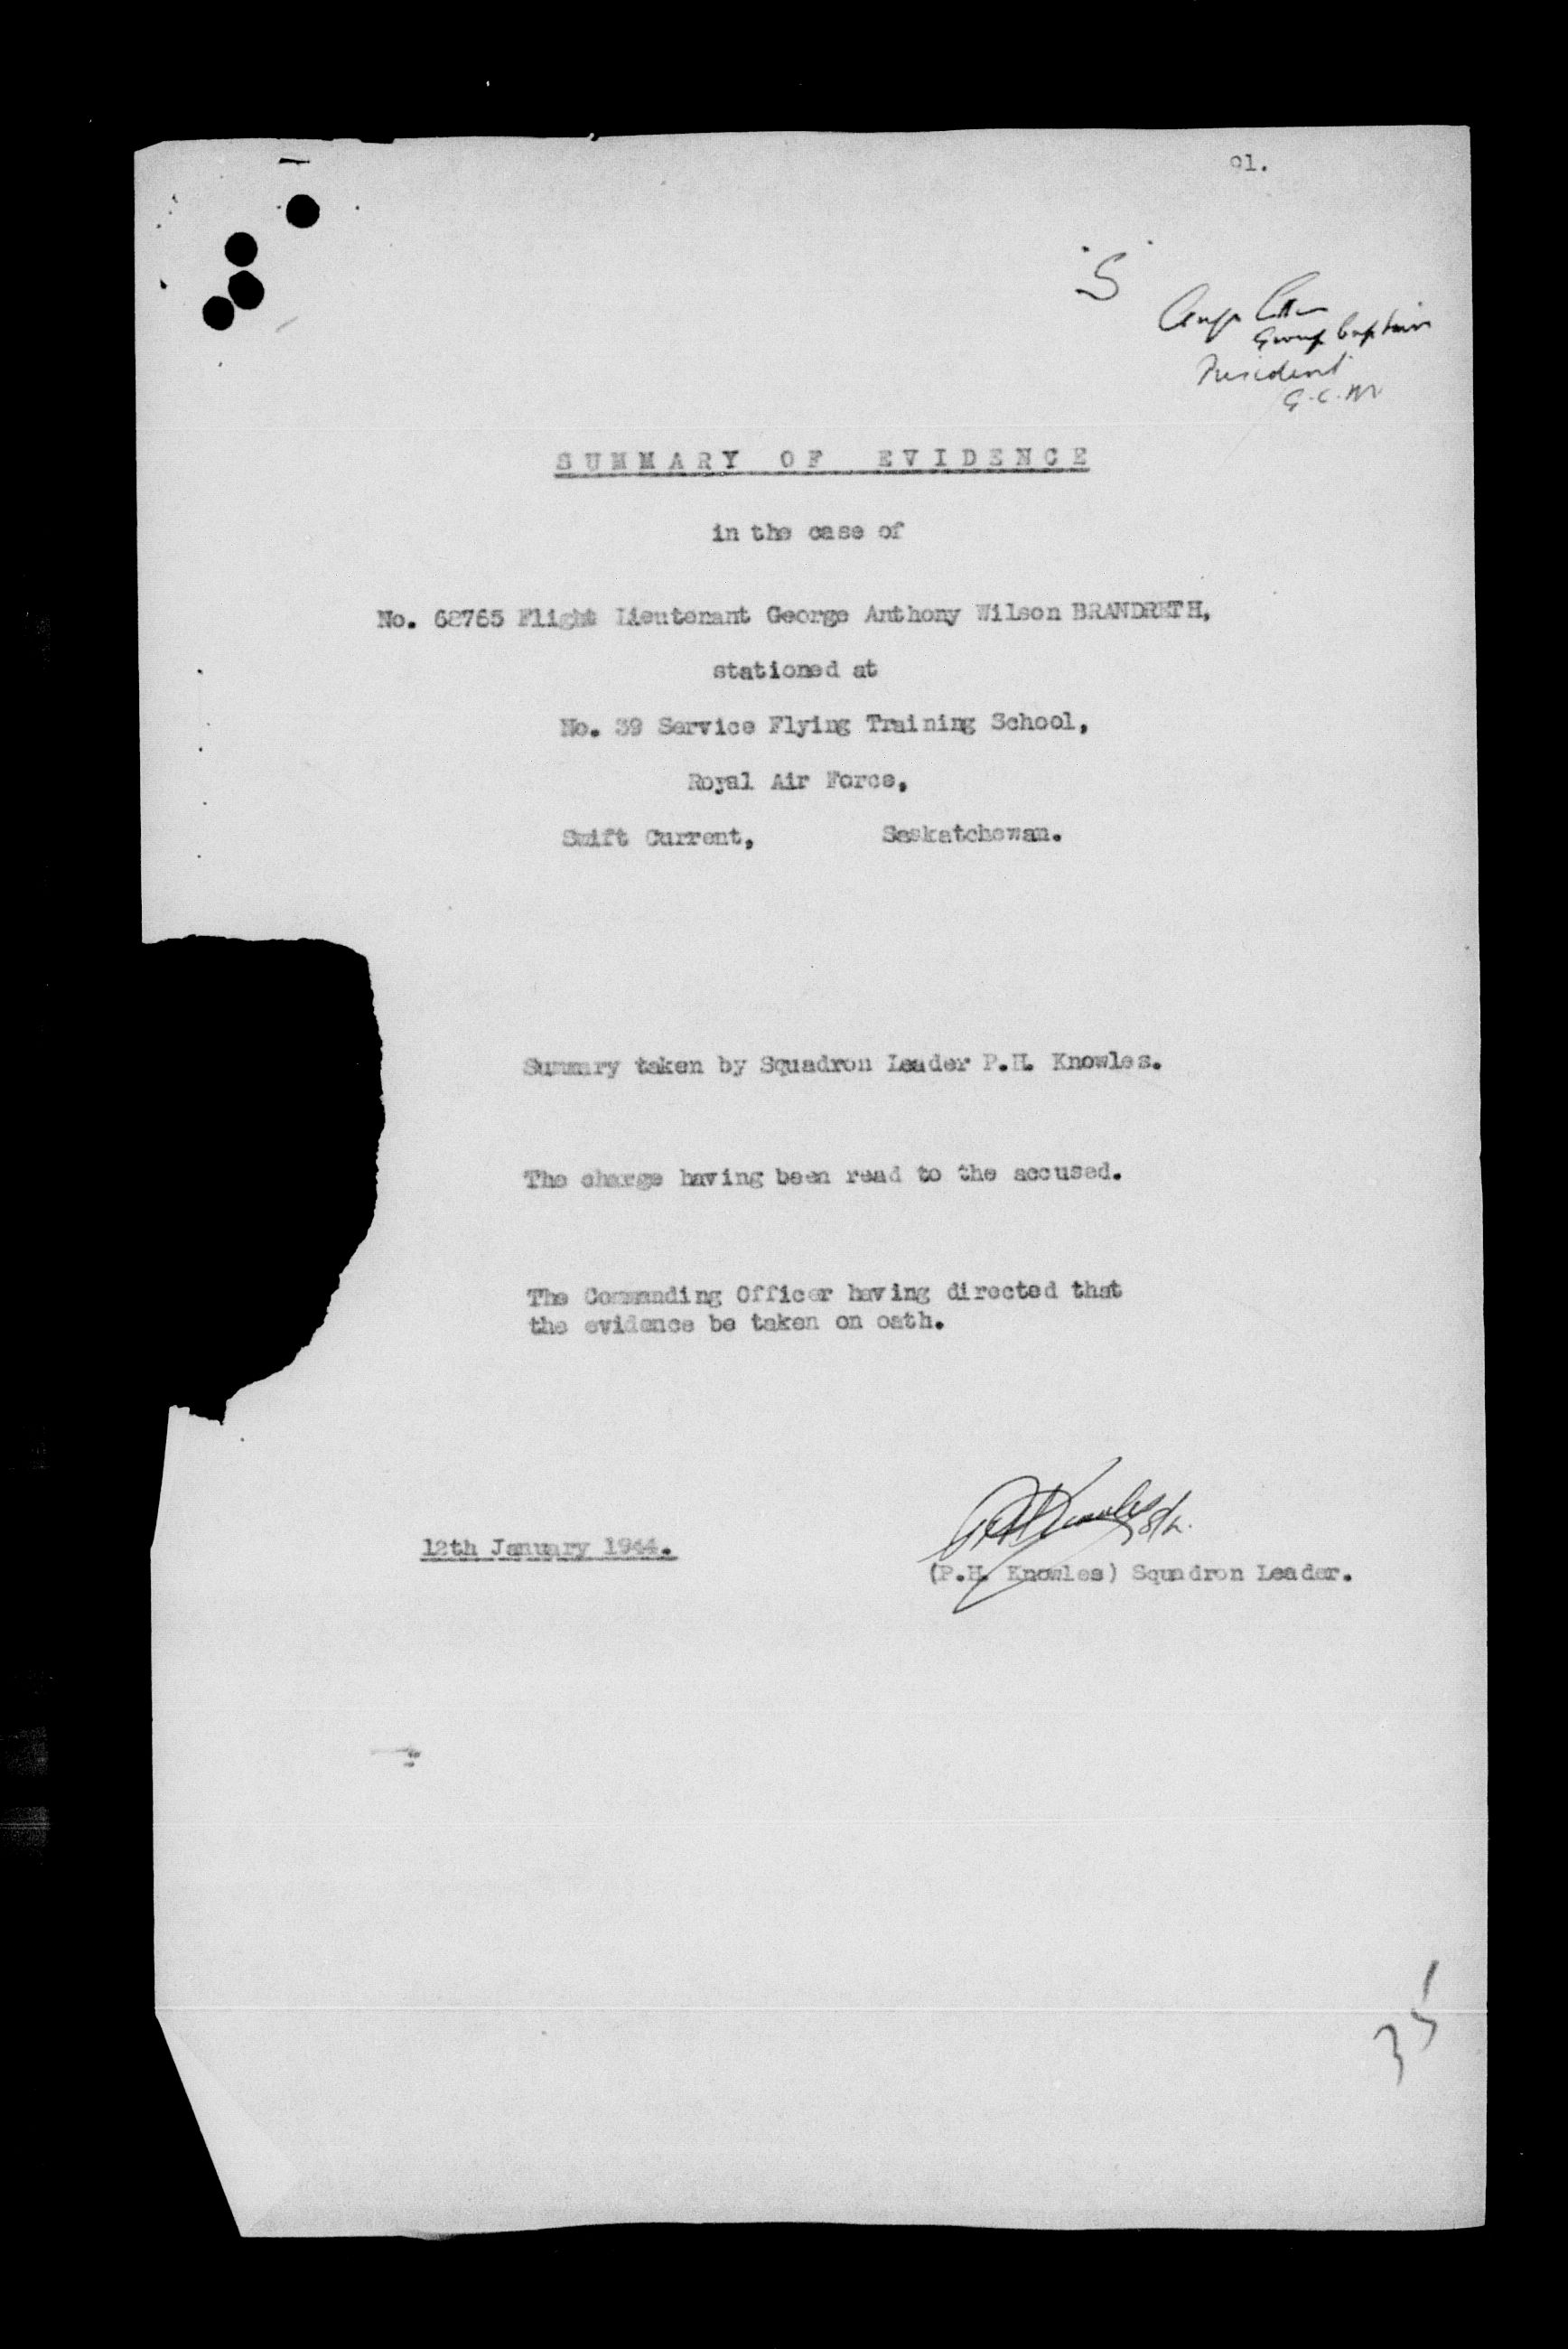 91.
"S"
Group Captain
President
G.C.M
SUMMARY OF EVIDENCE
in the case of
No. 68765 Flight Lieutenant George Anthony Wilson BRANDRETH,
stationed at
No. 39 Service Flying Training School,
Royal Air Force,
Swift Current, Saskatchewan.
Summary taken by Squadron Leader P.H. Knowles.
The charge having been read to the accused.
The Commanding Officer having directed that
the evidence be taken on oath.
PHKnowles S/L.
12th January 1944.
(P.H. Knowles) Squadron Leader.
35